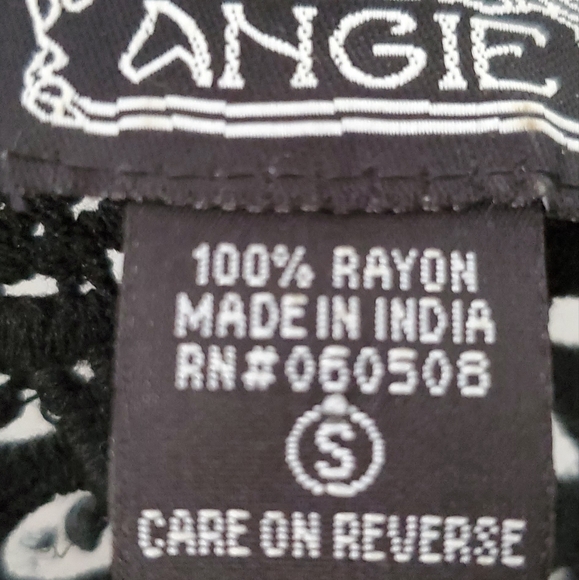 ANGIE
100% RAYON
MADE IN INDIA
RN#060508
S
CARE ON REVERSE